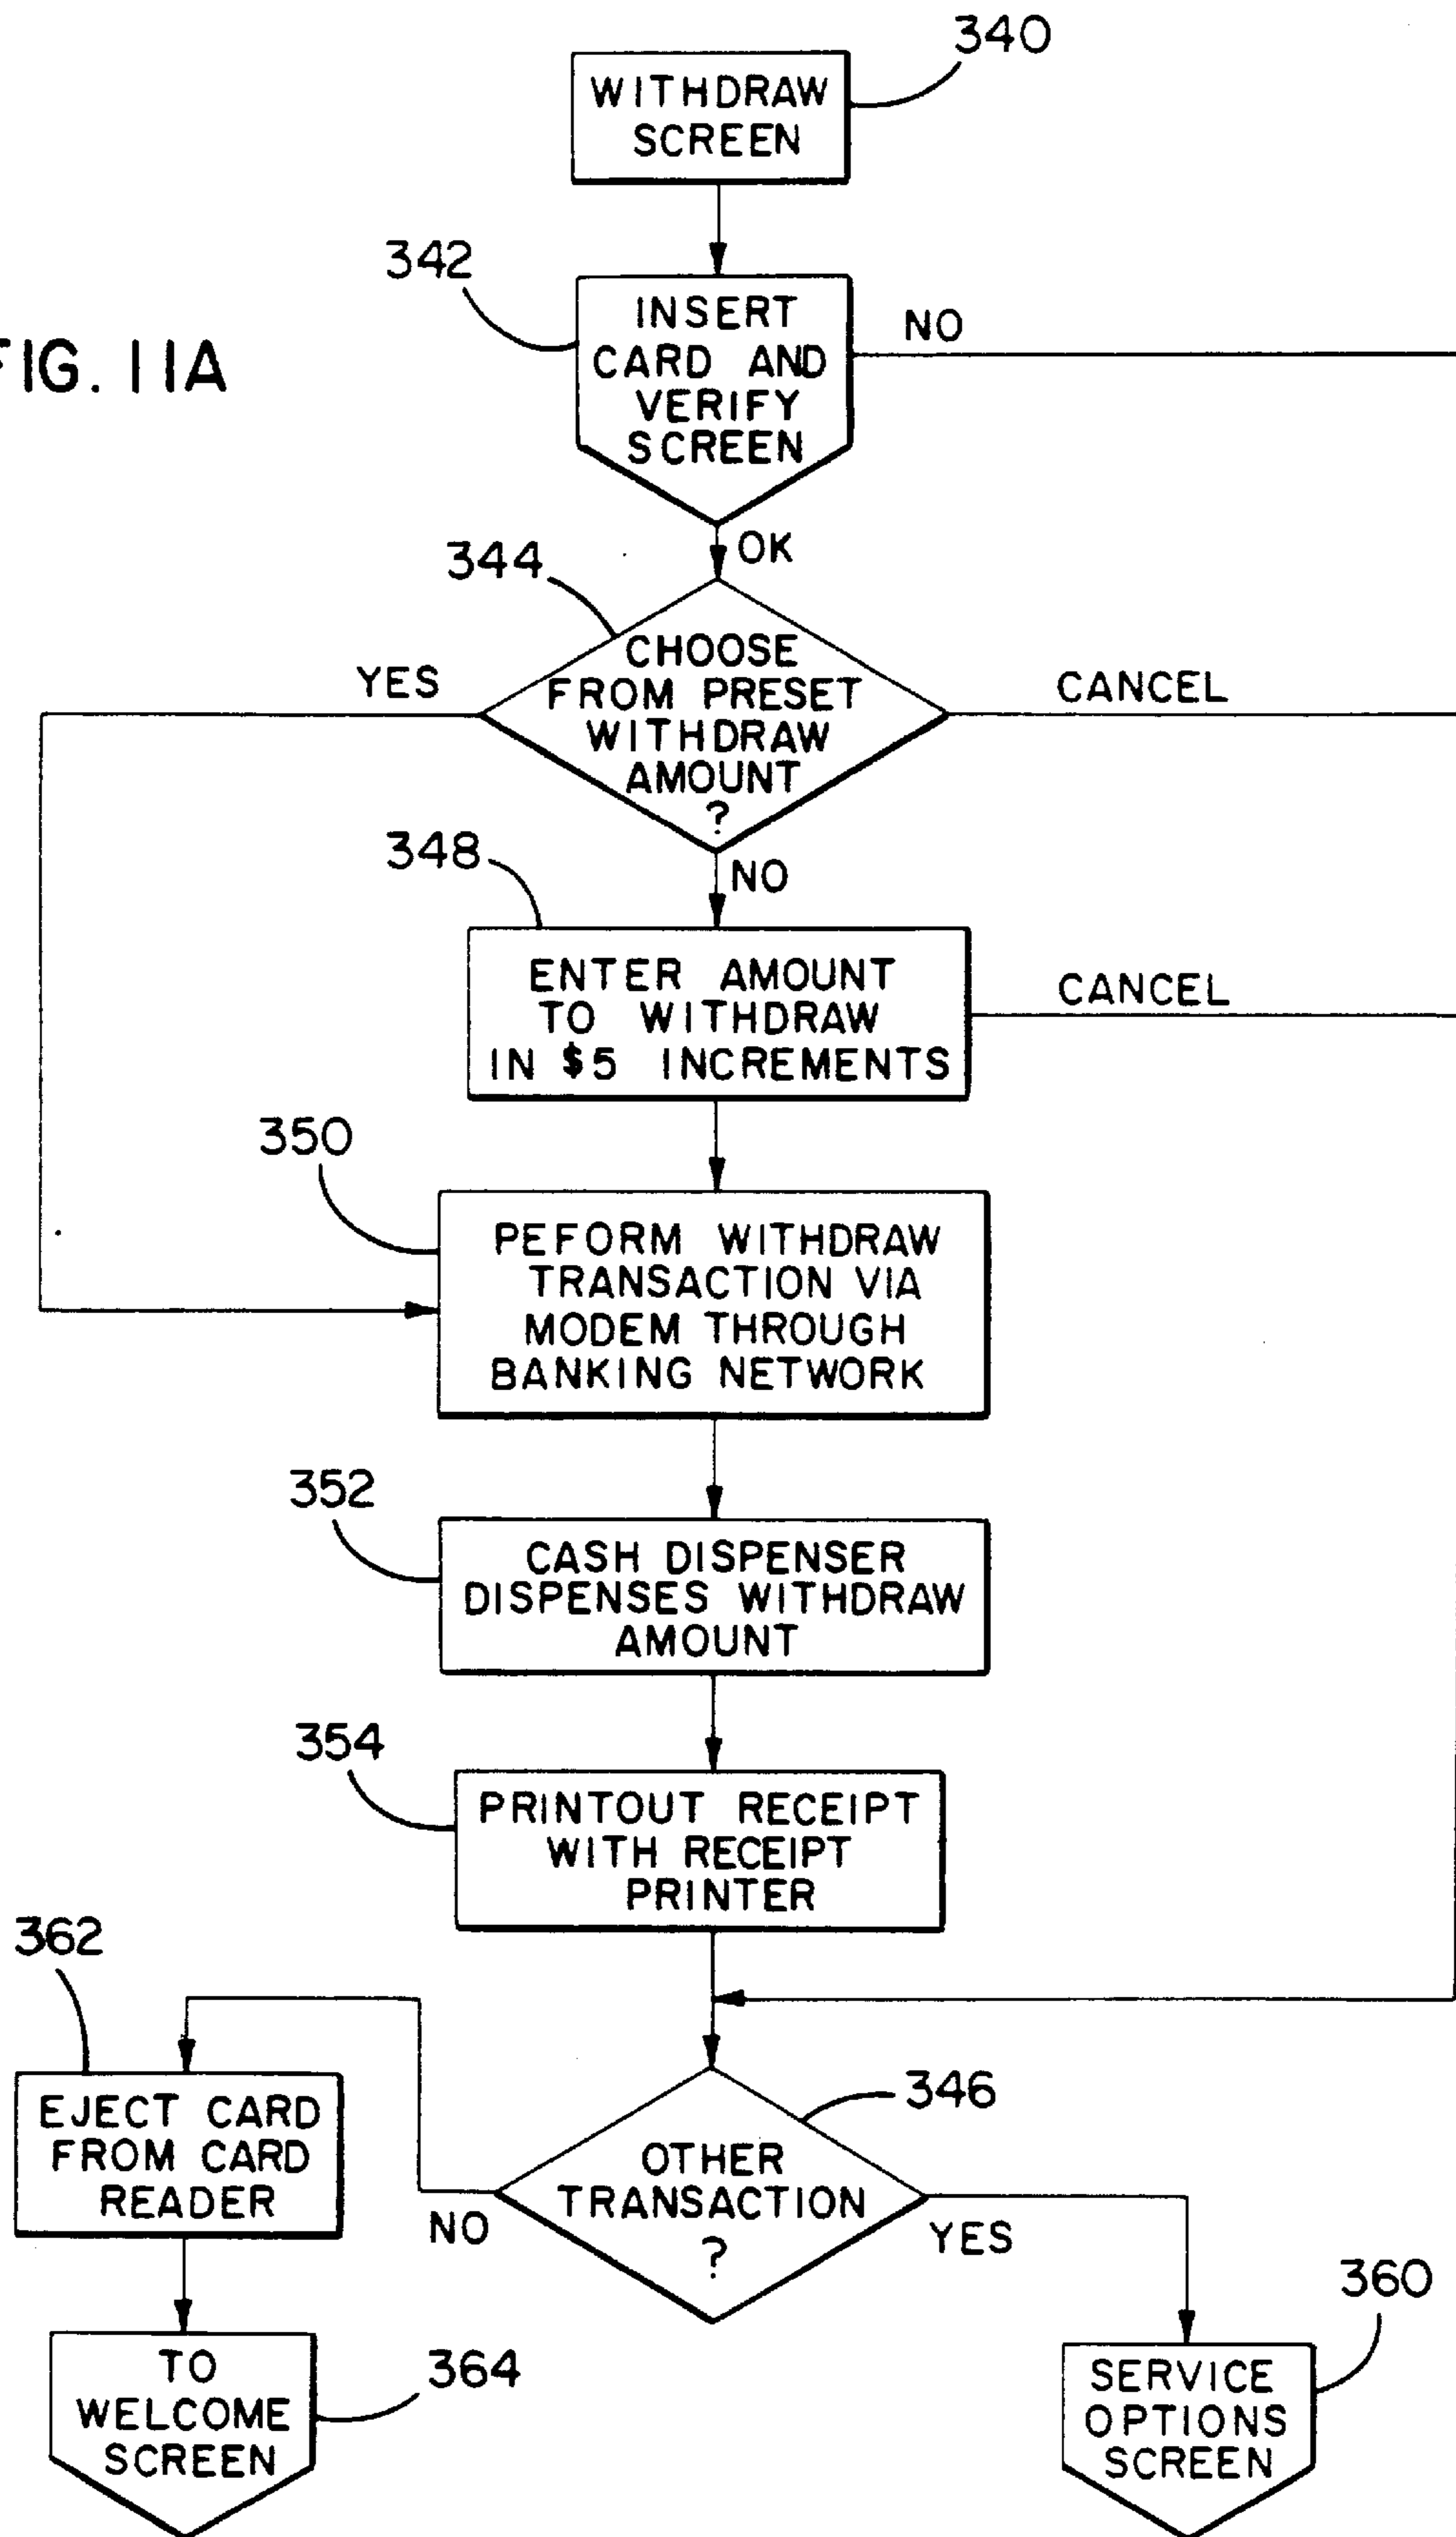 340
WITHDRAW
SCREEN
342
FIG. 11A
INSERT
CARD AND
VERIFY
SCREEN
NO
OK
344
CHOOSE
FROM PRESET
WITHDRAW
AMOUNT
?
YES
CANCEL
348
NO
ENTER AMOUNT
TO WITHDRAW
IN $5 INCREMENTS
CANCEL
350
PEFORM WITHDRAW
TRANSACTION VIA
MODEM THROUGH
BANKING NETWORK
352
CASH DISPENSER
DISPENSES WITHDRAW
AMOUNT
354
PRINTOUT RECEIPT
WITH RECEIPT
PRINTER
362
EJECT CARD
FROM CARD
READER
346
OTHER
TRANSACTION
?
NO
YES
TO
WELCOME
SCREEN
364
360
SERVICE
OPTIONS
SCREEN